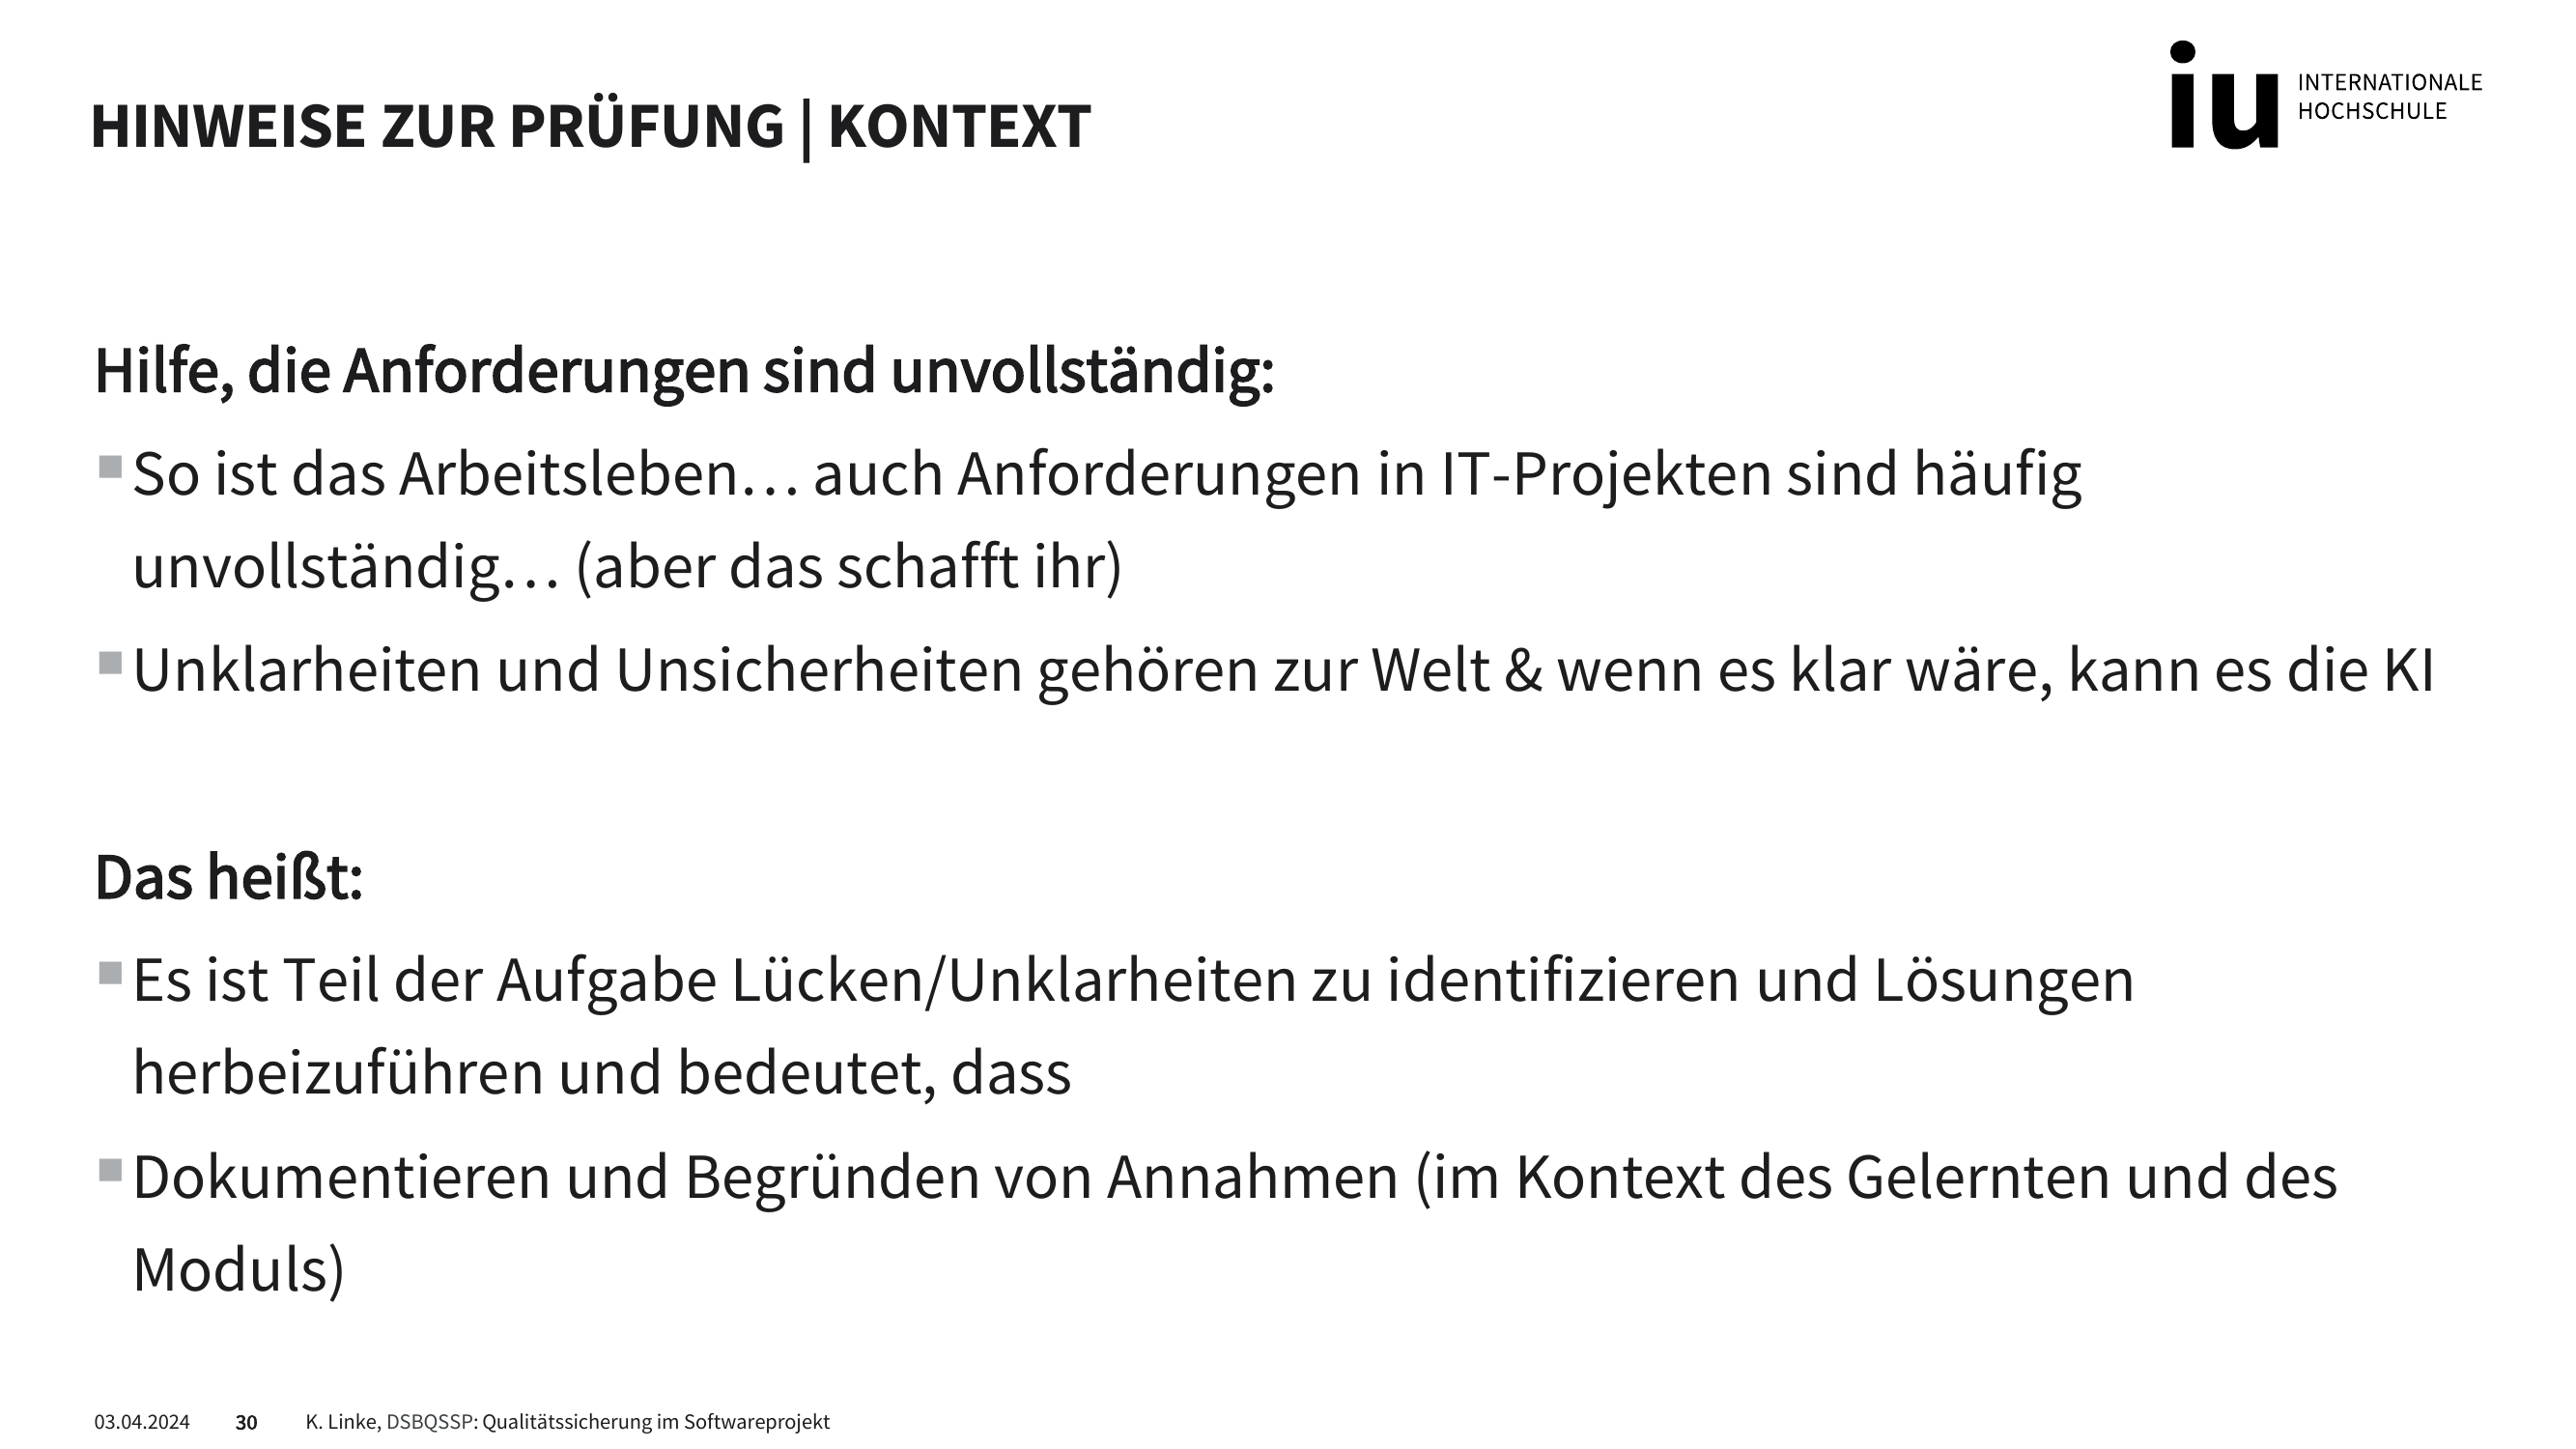 HINWEISE ZUR PRÜFUNG | KONTEXT
iu INTERNATIONALE
HOCHSCHULE
Hilfe, die Anforderungen sind unvollständig:
So ist das Arbeitsleben… auch Anforderungen in IT-Projekten sind häufig
unvollständig… (aber das schafft ihr)
Unklarheiten und Unsicherheiten gehören zur Welt & wenn es klar wäre, kann es die KI
Das heißt:
Es ist Teil der Aufgabe Lücken/Unklarheiten zu identifizieren und Lösungen
herbeizuführen und bedeutet, dass
Dokumentieren und Begründen von Annahmen (im Kontext des Gelernten und des
Moduls)
03.04.2024 30 K. Linke, DSBQSSP: Qualitätssicherung im Softwareprojekt